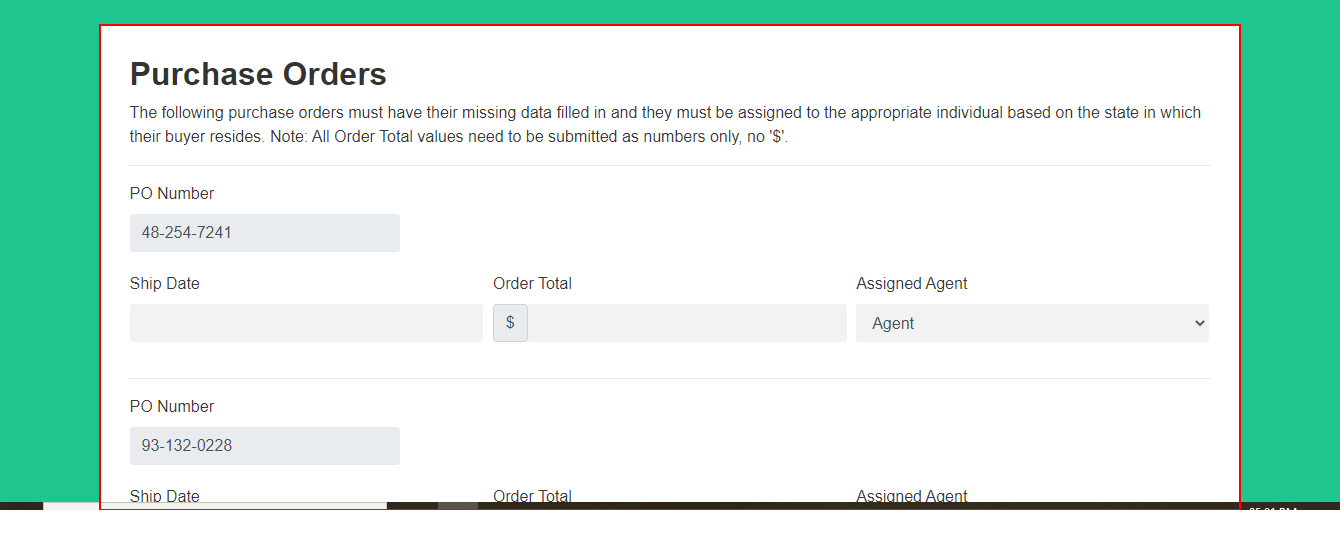 Purchase Orders
The following purchase orders must have their missing data filled in and they must be assigned to the appropriate individual based on the state in which
their buyer resides. Note: All Order Total values need to be submitted as numbers only, no '$'.
PO Number
48-254-7241
Ship Date Order Total Assigned Agent
$ Agent
PO Number
93-132-0228
Ship Date Order Total Assigned Agent